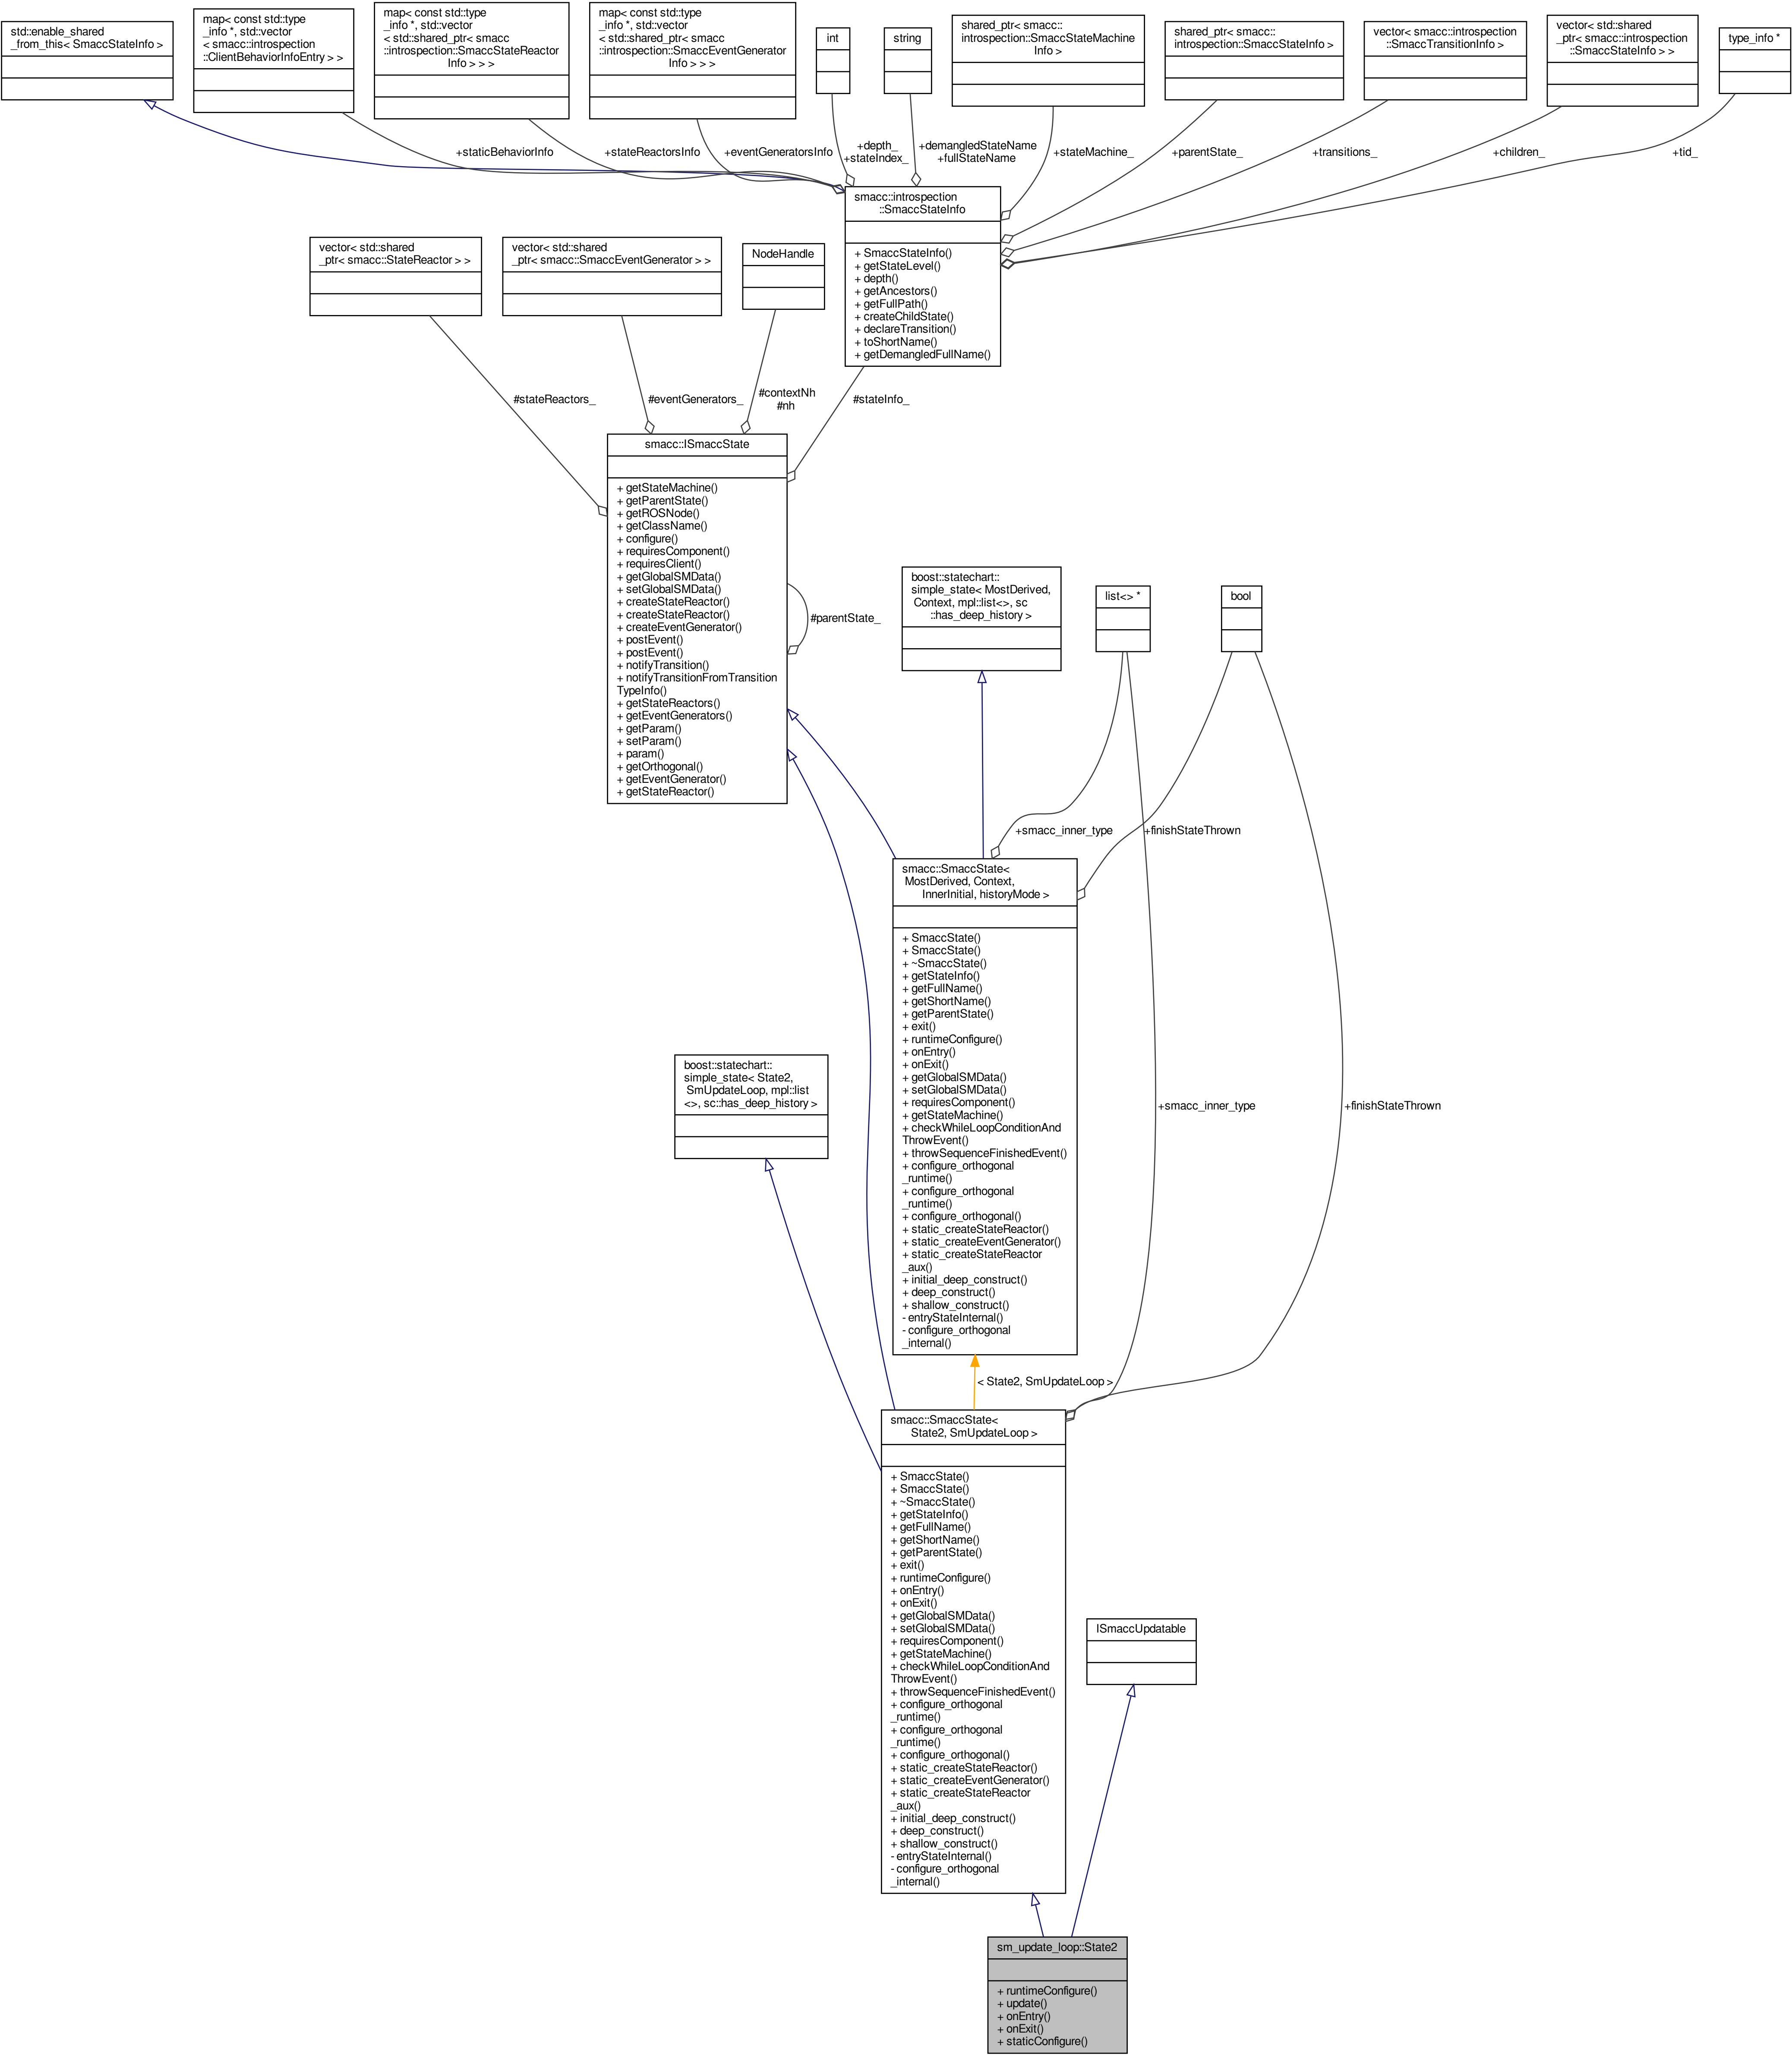 std::enable_shared
_from_this< SmaccStateInfo >
map< const std::type
_info *, std::vector
< smacc::introspection
::ClientBehaviorInfoEntry > >
map< const std::type
_info *, std::vector
< std::shared_ptr< smacc
::introspection::SmaccStateReactor
Info > > >
map< const std::type
_info *, std::vector
< std::shared_ptr< smacc
::introspection::SmaccEventGenerator
Info > > >
int
string
shared_ptr< smacc::
introspection::SmaccStateMachine
Info >
shared_ptr< smacc::
introspection::SmaccStateInfo >
vector< smacc::introspection
::SmaccTransitionInfo >
vector< std::shared
_ptr< smacc::introspection
::SmaccStateInfo > >
type_info *
+staticBehaviorInfo
+stateReactorsInfo
+eventGeneratorsInfo
+depth_
+stateIndex_
+demangledStateName
+fullStateName
+stateMachine_
+parentState_
+transitions_
+children_
+tid_
smacc::introspection
::SmaccStateInfo
+ SmaccStateInfo()
+ getStateLevel()
+ depth()
+ getAncestors()
+ getFullPath()
+ createChildState()
+ declareTransition()
+ toShortName()
+ getDemangledFullName()
vector< std::shared
_ptr< smacc::StateReactor > >
vector< std::shared
_ptr< smacc::SmaccEventGenerator > >
NodeHandle
#stateReactors_
#eventGenerators_
#contextNh
#nh
#stateInfo_
smacc::ISmaccState
+ getStateMachine()
+ getParentState()
+ getROSNode()
+ getClassName()
+ configure()
+ requiresComponent()
+ requiresClient()
+ getGlobalSMData()
+ setGlobalSMData()
+ createStateReactor()
+ createStateReactor()
+ createEventGenerator()
+ postEvent()
+ postEvent()
+ notifyTransition()
+ notifyTransitionFromTransition
TypeInfo()
+ getStateReactors()
+ getEventGenerators()
+ getParam()
+ setParam()
+ param()
+ getOrthogonal()
+ getEventGenerator()
+ getStateReactor()
#parentState_
boost::statechart::
simple_state< MostDerived,
Context, mpl::list<>, sc
::has_deep_history >
list<> *
bool
+smacc_inner_type
+finishStateThrown
smacc::SmaccState<
MostDerived, Context,
InnerInitial, historyMode >
+ SmaccState()
+ SmaccState()
+ ~SmaccState()
+ getStateInfo()
+ getFullName()
+ getShortName()
+ getParentState()
+ exit()
+ runtimeConfigure()
+ onEntry()
+ onExit()
+ getGlobalSMData()
+ setGlobalSMData()
+ requiresComponent()
+ getStateMachine()
+ checkWhileLoopConditionAnd
ThrowEvent()
+ throwSequenceFinishedEvent()
+ configure_orthogonal
_runtime()
+ configure_orthogonal
_runtime()
+ configure_orthogonal()
+ static_createStateReactor()
+ static_createEventGenerator()
+ static_createStateReactor
_aux()
+ initial_deep_construct()
+ deep_construct()
+ shallow_construct()
- entryStateInternal()
- configure_orthogonal
_internal()
boost::statechart::
simple_state< State2,
SmUpdateLoop, mpl::list
<>, sc::has_deep_history >
+smacc_inner_type
+finishStateThrown
< State2, SmUpdateLoop >
smacc::SmaccState<
State2, SmUpdateLoop >
+ SmaccState()
+ SmaccState()
+ ~SmaccState()
+ getStateInfo()
+ getFullName()
+ getShortName()
+ getParentState()
+ exit()
+ runtimeConfigure()
+ onEntry()
+ onExit()
+ getGlobalSMData()
+ setGlobalSMData()
+ requiresComponent()
+ getStateMachine()
+ checkWhileLoopConditionAnd
ThrowEvent()
+ throwSequenceFinishedEvent()
+ configure_orthogonal
_runtime()
+ configure_orthogonal
_runtime()
+ configure_orthogonal()
+ static_createStateReactor()
+ static_createEventGenerator()
+ static_createStateReactor
_aux()
+ initial_deep_construct()
+ deep_construct()
+ shallow_construct()
- entryStateInternal()
- configure_orthogonal
_internal()
ISmaccUpdatable
sm_update_loop::State2
+ runtimeConfigure()
+ update()
+ onEntry()
+ onExit()
+ staticConfigure()